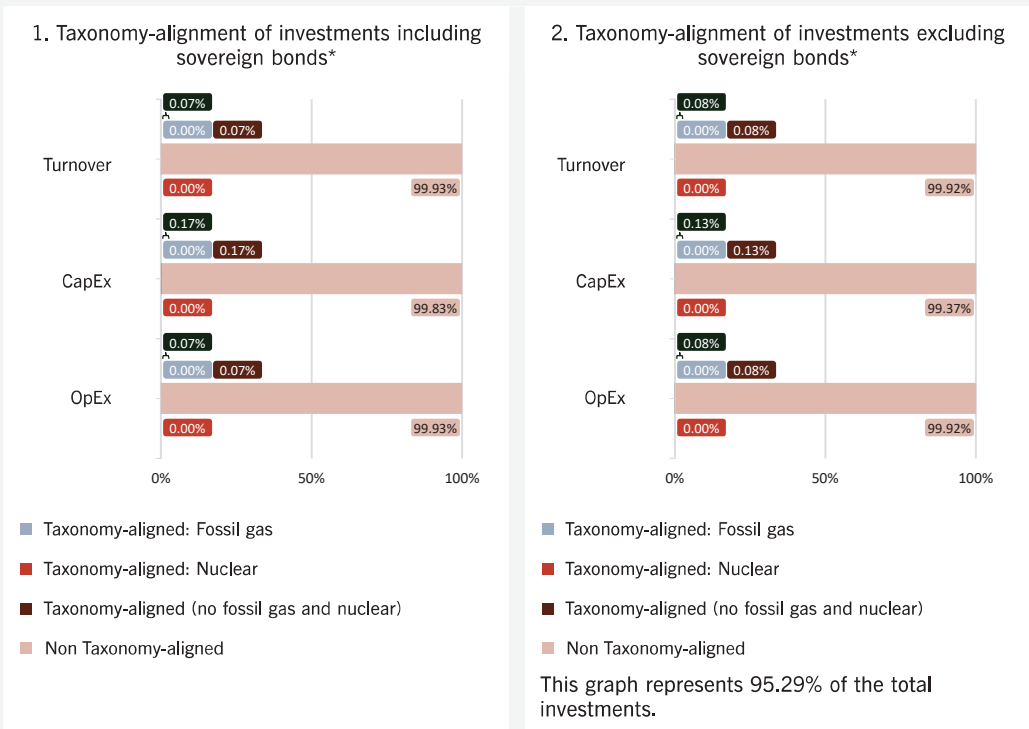 1. Taxonomy-alignment of investments including
sovereign bonds*
0.07%
0.00% 0.07%
Turnover
0.00% 99.93%
0.17%
0.00% 0.17%
CapEx
0.00% 99.83%
0.07%
0.00% 0.07%
OpEx
0.00% 99.93%
0% 50% 100%
Taxonomy-aligned: Fossil gas
Taxonomy-aligned: Nuclear
Taxonomy-aligned (no fossil gas and nuclear)
Non Taxonomy-aligned
2. Taxonomy-alignment of investments excluding
sovereign bonds*
0.08%
0.00% 0.08%
Turnover
0.00% 99.92%
0.13%
0.00% 0.13%
CapEx
0.00% 99.37%
0.08%
0.00% 0.08%
OpEx
0.00% 99.92%
0% 50% 100%
Taxonomy-aligned: Fossil gas
Taxonomy-aligned: Nuclear
Taxonomy-aligned (no fossil gas and nuclear)
Non Taxonomy-aligned
This graph represents 95.29% of the total
investments.